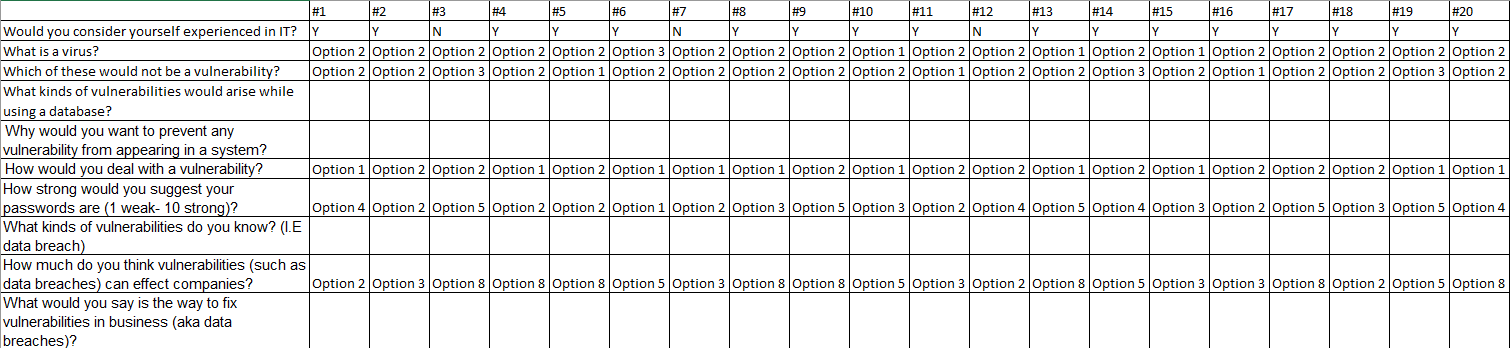 #1 #2 #3 #4 #5 #6 #7 #8 #9 #10 #11 #12 #13 #14 #15 #16 #17 #18 #19 #20
Would you consider yourself experienced in IT? Y Y N Y Y Y N Y Y Y Y N Y Y Y Y Y Y Y Y
What is a virus? Option 2 Option 2 Option 2 Option 2 Option 2 Option 3 Option 2 Option 2 Option 2 Option 1 Option 2 Option 2 Option 1 Option 2 Option 1 Option 2 Option 2 Option 2 Option 2 Option 2
Which of these would not be a vulnerability? Option 2 Option 2 Option 3 Option 2 Option 1 Option 2 Option 2 Option 2 Option 2 Option 2 Option 1 Option 2 Option 2 Option 3 Option 2 Option 1 Option 2 Option 2 Option 3 Option 2
What kinds of vulnerabilities would arise while
using a database?
Why would you want to prevent any
vulnerability from appearing in a system?
How would you deal with a vulnerability? Option 1 Option 2 Option 2 Option 1 Option 2 Option 1 Option 1 Option 1 Option 2 Option 1 Option 2 Option 2 Option 1 Option 2 Option 1 Option 2 Option 2 Option 2 Option 1 Option 1
How strong would you suggest your
passwords are (1 weak- 10 strong)? Option 4 Option 2 Option 5 Option 2 Option 2 Option 1 Option 2 Option 3 Option 5 Option 3 Option 2 Option 4 Option 5 Option 4 Option 3 Option 2 Option 5 Option 3 Option 5 Option 4
What kinds of vulnerabilities do you know? (I.E
data breach)
How much do you think vulnerabilities (such as
data breaches) can effect companies? Option 2 Option 3 Option 8 Option 8 Option 8 Option 5 Option 3 Option 8 Option 8 Option 5 Option 3 Option 2 Option 8 Option 5 Option 3 Option 3 Option 8 Option 2 Option 5 Option 8
What would you say is the way to fix
vulnerabilities in business (aka data
breaches)?